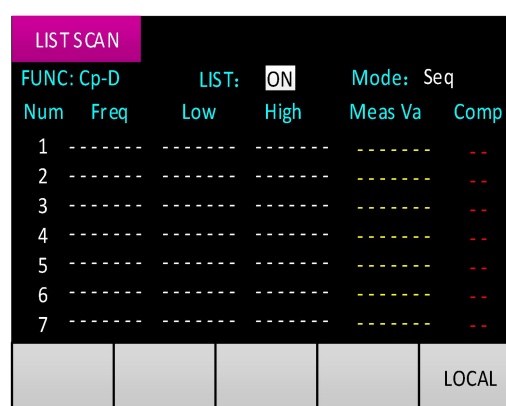 LIST SCAN
FUNC: Cp-D LIST: ON Mode: Seq
Num Freq Low High Meas Va Comp
1 ------- ------- ------- ------- --
2 ------- ------- ------- ------- --
3 ------- ------- ------- ------- --
4 ------- ------- ------- ------- --
5 ------- ------- ------- ------- --
6 ------- ------- ------- ------- --
7 ------- ------- ------- ------- --
LOCAL